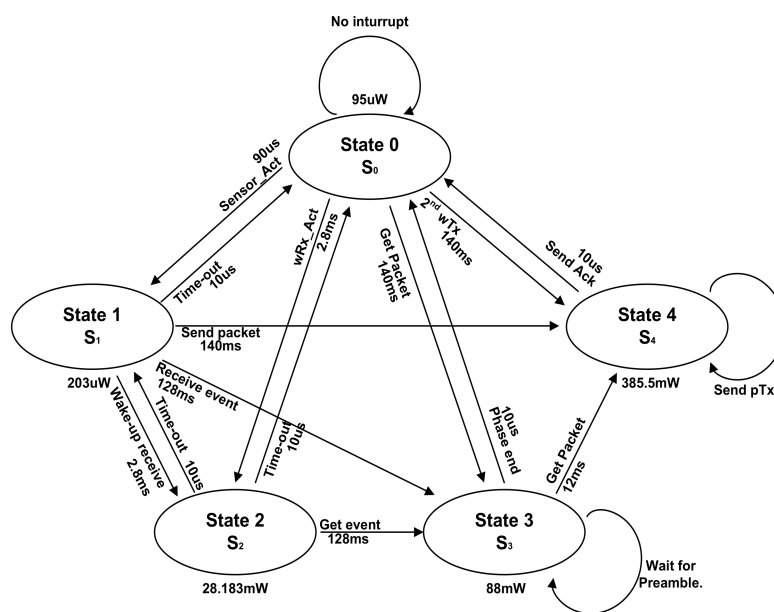 No inturrupt
95uW
State 0
S0
90us
Sensor_Act
Time-out
10us
wRx_Act
2.8ms
Get Packet
140ms
2nd wTx
140ms
10us
Send Ack
State 1
S1
203uW
Send packet
140ms
Receive event
128ms
State 4
S4
385.5mW
Send pTx
Wake-up receive
2.8ms
Time-out
10us
Time-out
10us
10us
Phase end
Get Packet
12ms
State 2
S2
28.183mW
Get event
128ms
State 3
S3
88mW
Wait for
Preamble.